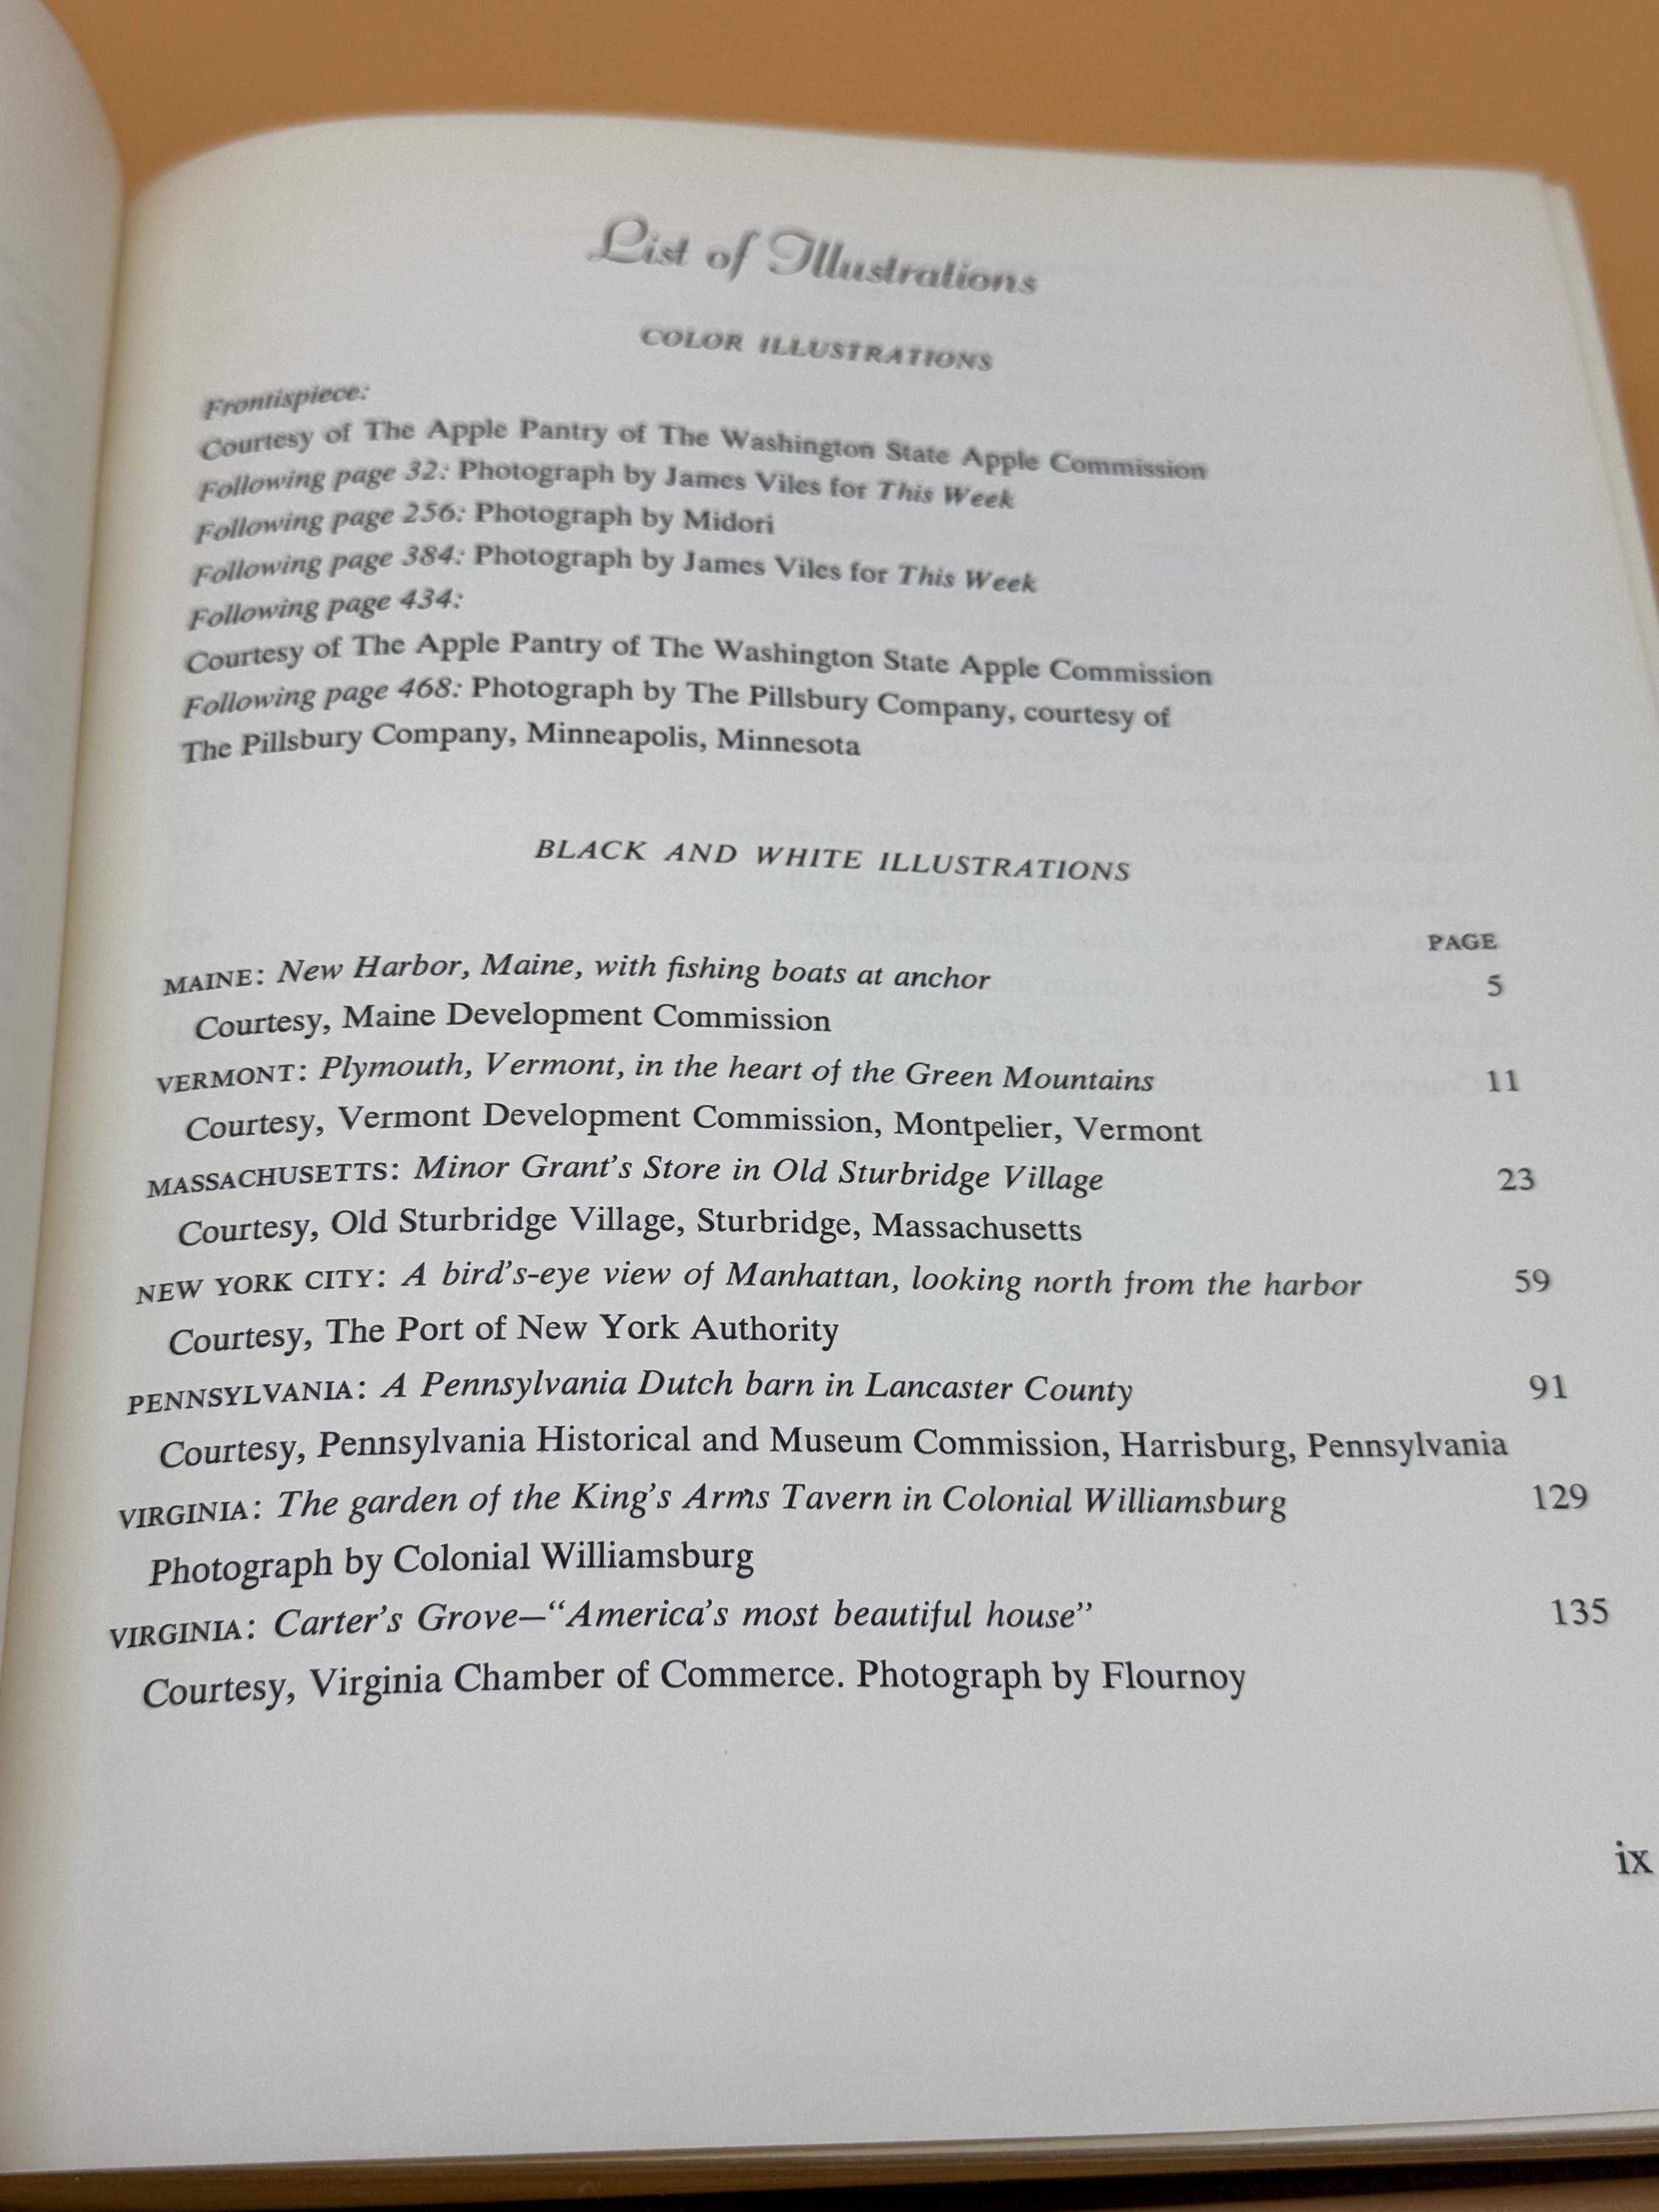 List of Illustrations
COLOR ILLUSTRATIONS
Frontispiece:
Courtesy of The Apple Pantry of The Washington State Apple Commission
Following page 32: Photograph by James Viles for This Week
Following page 256: Photograph by Midori
Following page 384: Photograph by James Viles for This Week
Following page 434:
Courtesy of The Apple Pantry of The Washington State Apple Commission
Following page 468: Photograph by The Pillsbury Company, courtesy of
The Pillsbury Company, Minneapolis, Minnesota
BLACK AND WHITE ILLUSTRATIONS
PAGE
MAINE: New Harbor, Maine, with fishing boats at anchor 5
Courtesy, Maine Development Commission
VERMONT: Plymouth, Vermont, in the heart of the Green Mountains 11
Courtesy, Vermont Development Commission, Montpelier, Vermont
MASSACHUSETTS: Minor Grant's Store in Old Sturbridge Village 23
Courtesy, Old Sturbridge Village, Sturbridge, Massachusetts
NEW YORK CITY: A bird's-eye view of Manhattan, looking north from the harbor 59
Courtesy, The Port of New York Authority
PENNSYLVANIA: A Pennsylvania Dutch barn in Lancaster County 91
Courtesy, Pennsylvania Historical and Museum Commission, Harrisburg, Pennsylvania
VIRGINIA: The garden of the King's Arms Tavern in Colonial Williamsburg 129
Photograph by Colonial Williamsburg
VIRGINIA: Carter's Grove—“America's most beautiful house” 135
Courtesy, Virginia Chamber of Commerce. Photograph by Flournoy
ix